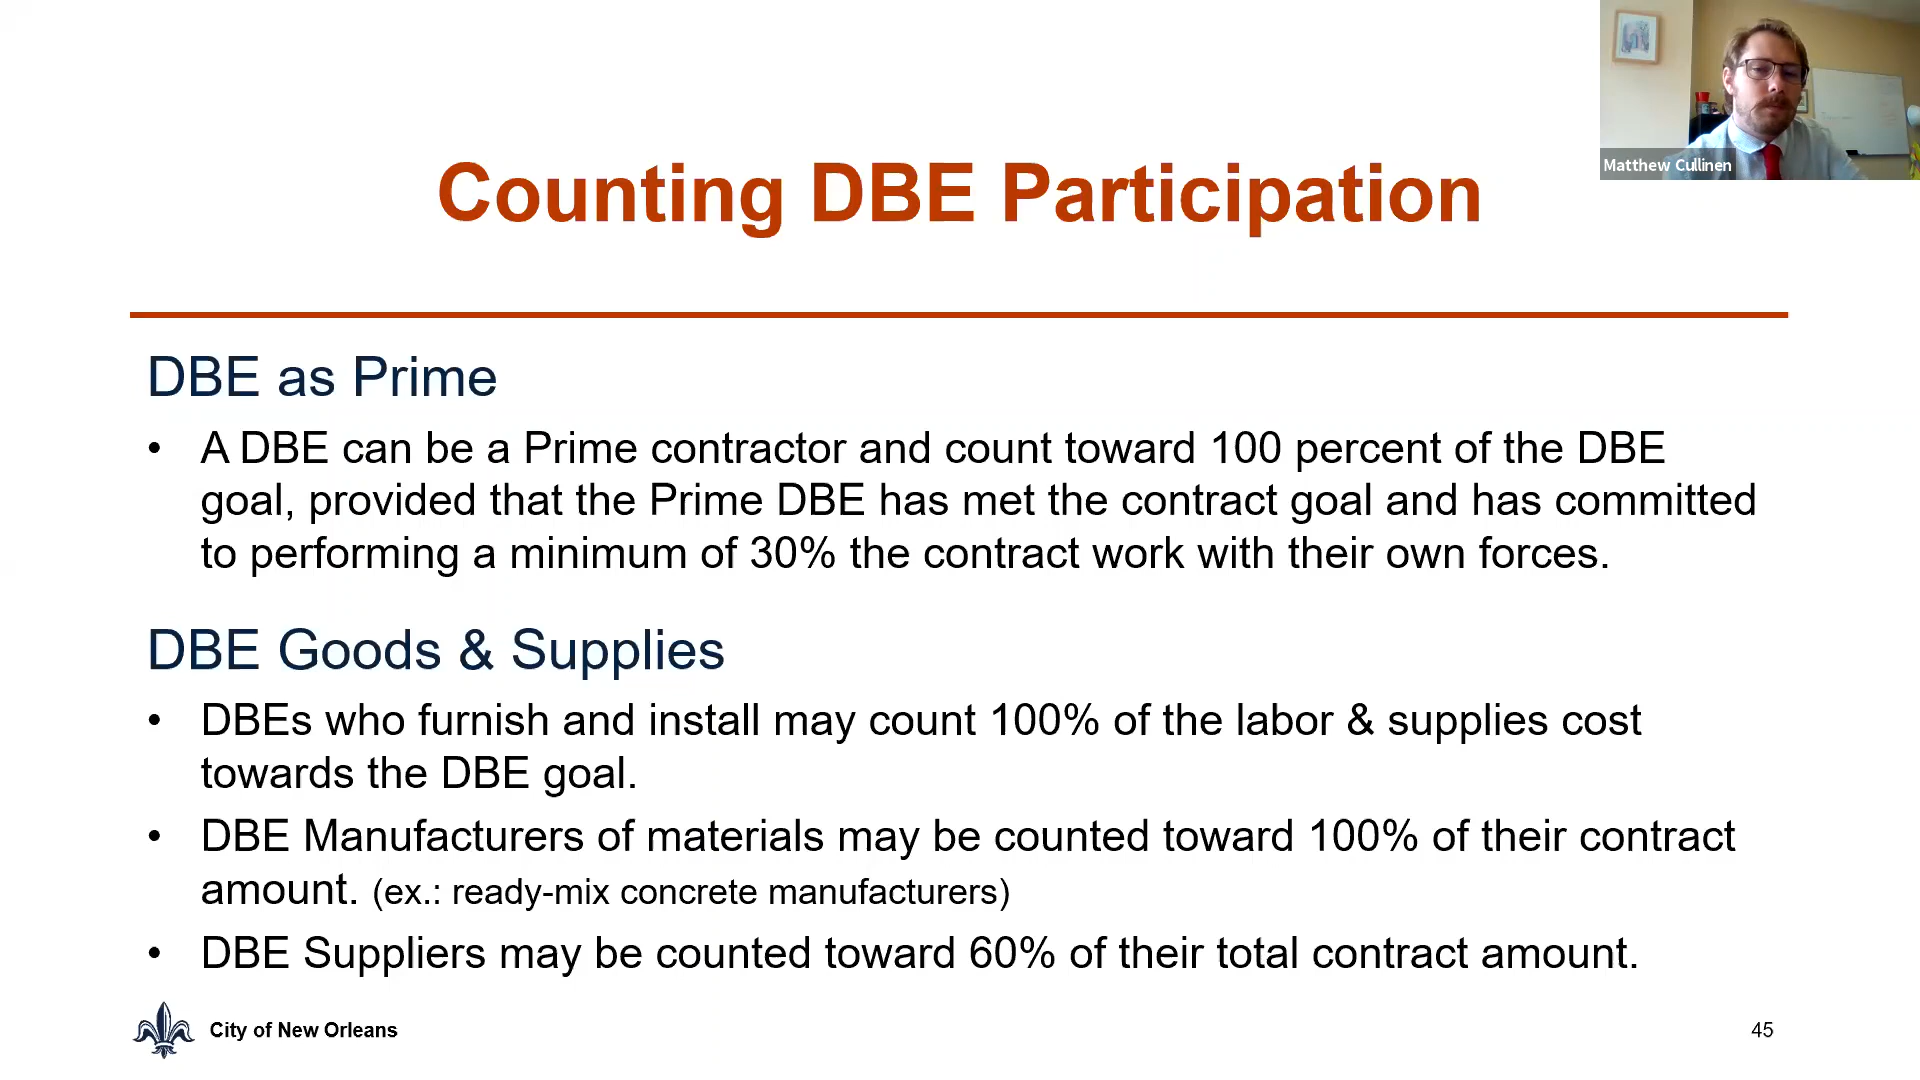 Matthew Cullinen
Counting DBE Participation
DBE as Prime
• A DBE can be a Prime contractor and count toward 100 percent of the DBE
goal, provided that the Prime DBE has met the contract goal and has committed
to performing a minimum of 30% the contract work with their own forces.
DBE Goods & Supplies
• DBEs who furnish and install may count 100% of the labor & supplies cost
towards the DBE goal.
• DBE Manufacturers of materials may be counted toward 100% of their contract
amount. (ex.: ready-mix concrete manufacturers)
• DBE Suppliers may be counted toward 60% of their total contract amount.
City of New Orleans
45